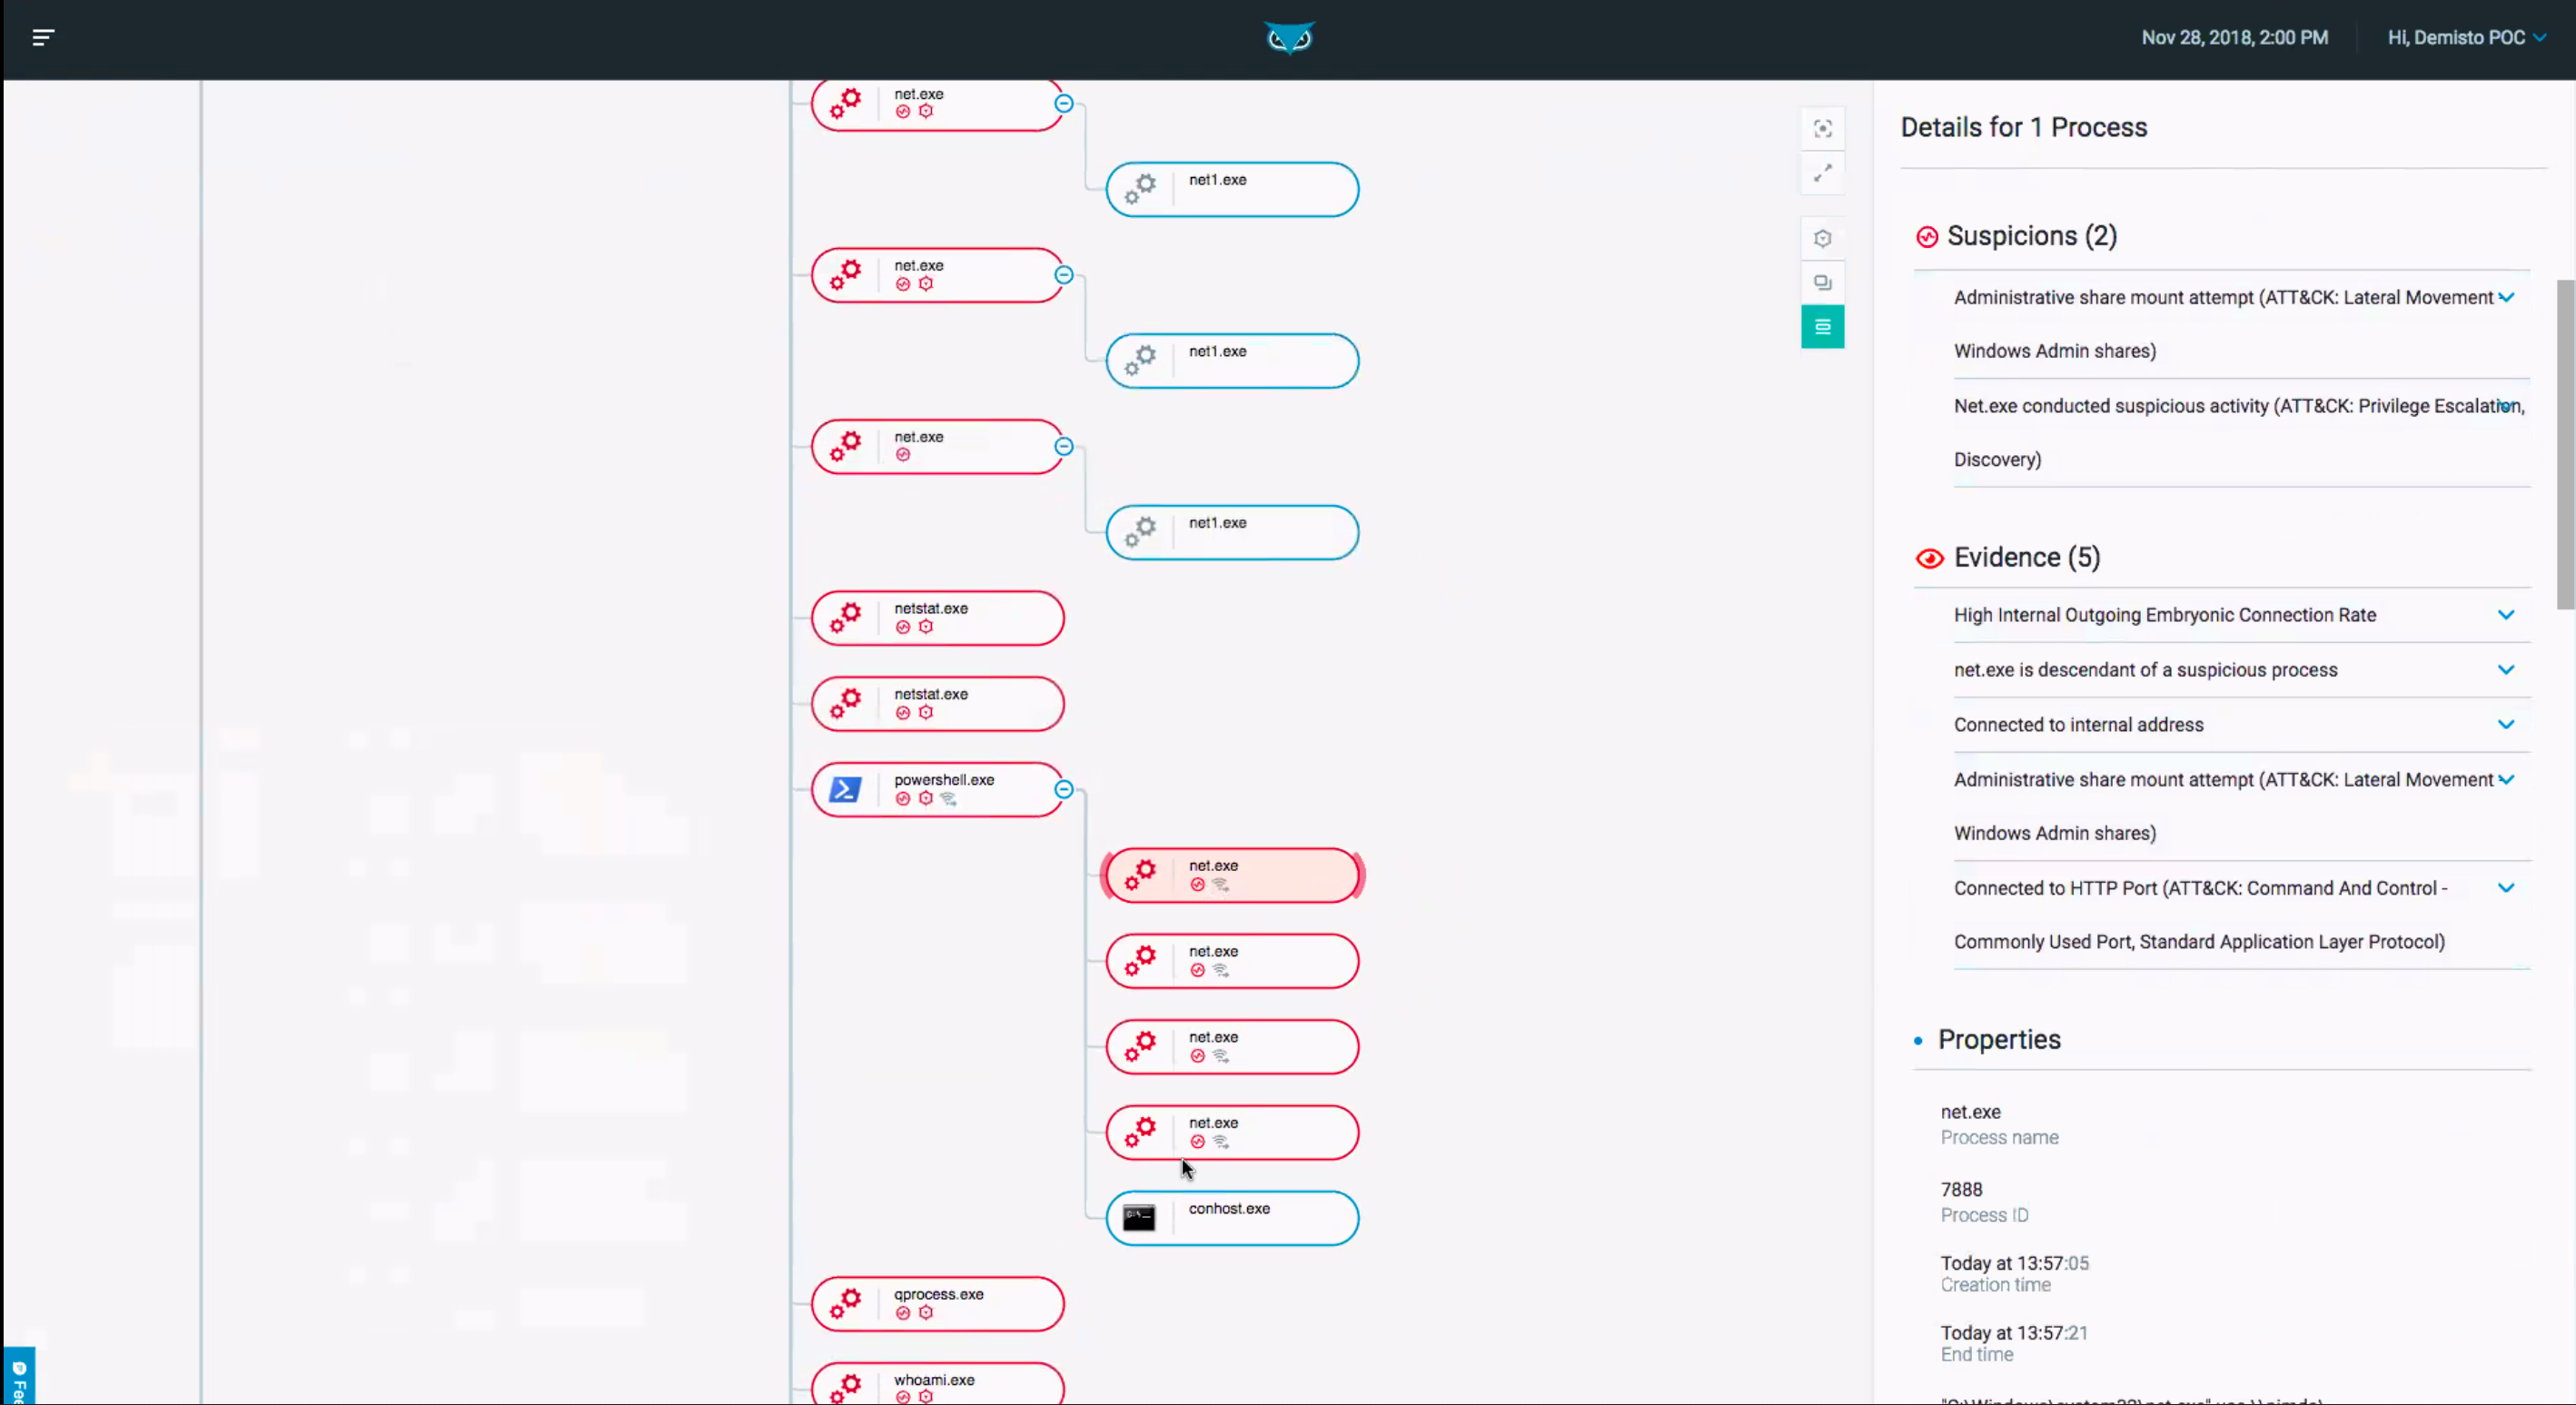 Nov 28, 2018, 2:00 PM
Hi, Demisto POC
net.exe
net1.exe
net.exe
net1.exe
net.exe
net1.exe
netstat.exe
netstat.exe
powershell.exe
net.exe
net.exe
net.exe
net.exe
C:\_
conhost.exe
qprocess.exe
whoami.exe
Fee
Details for 1 Process
Suspicions (2)
Administrative share mount attempt (ATT&CK: Lateral Movement
Windows Admin shares)
Net.exe conducted suspicious activity (ATT&CK: Privilege Escalation,
Discovery)
Evidence (5)
High Internal Outgoing Embryonic Connection Rate
net.exe is descendant of a suspicious process
Connected to internal address
Administrative share mount attempt (ATT&CK: Lateral Movement
Windows Admin shares)
Connected to HTTP Port (ATT&CK: Command And Control -
Commonly Used Port, Standard Application Layer Protocol)
Properties
net.exe
Process name
7888
Process ID
Today at 13:57:05
Creation time
Today at 13:57:21
End time
"C:\Windows\system32\net.exe" use